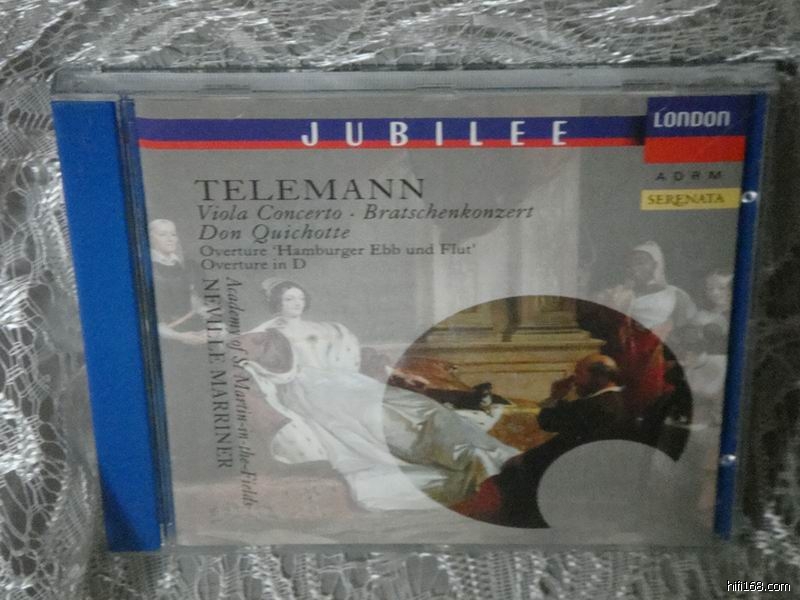 JUBILEE
LONDON
ADRM
SERENATA
TELEMANN
Viola Concerto · Bratschenkonzert
Don Quichotte
Overture 'Hamburger Ebb und Flut'
Overture in D
Academy of St Martin-in-the-Fields
NEVILLE MARRINER
hifi168.com